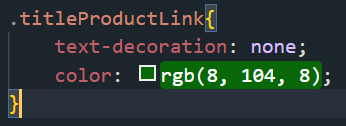 .titleProductLink{
    text-decoration: none;
    color: rgb(8, 104, 8);
}